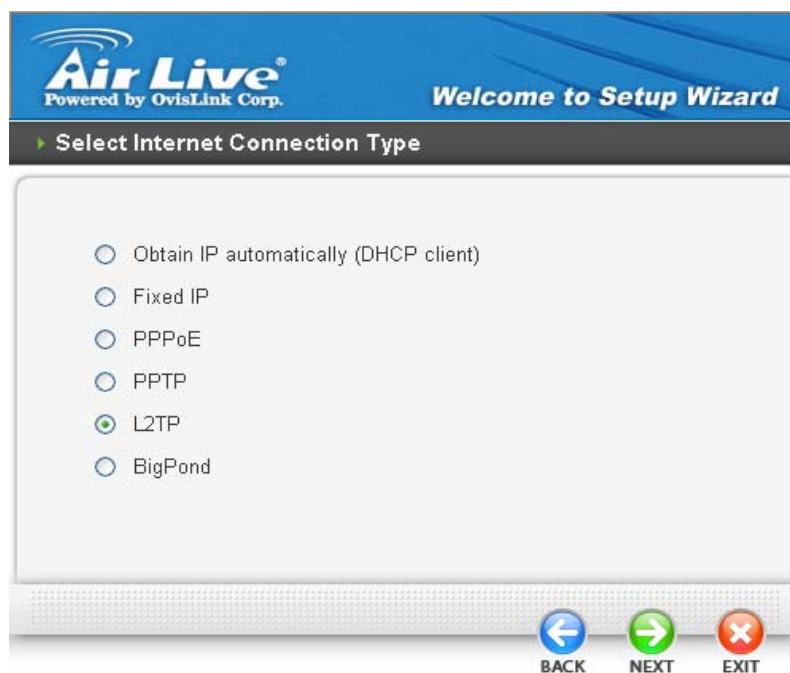 Air Live®
Powered by OvisLink Corp.
Welcome to Setup Wizard
Select Internet Connection Type
Obtain IP automatically (DHCP client)
Fixed IP
PPPoE
PPTP
L2TP
BigPond
BACK NEXT EXIT